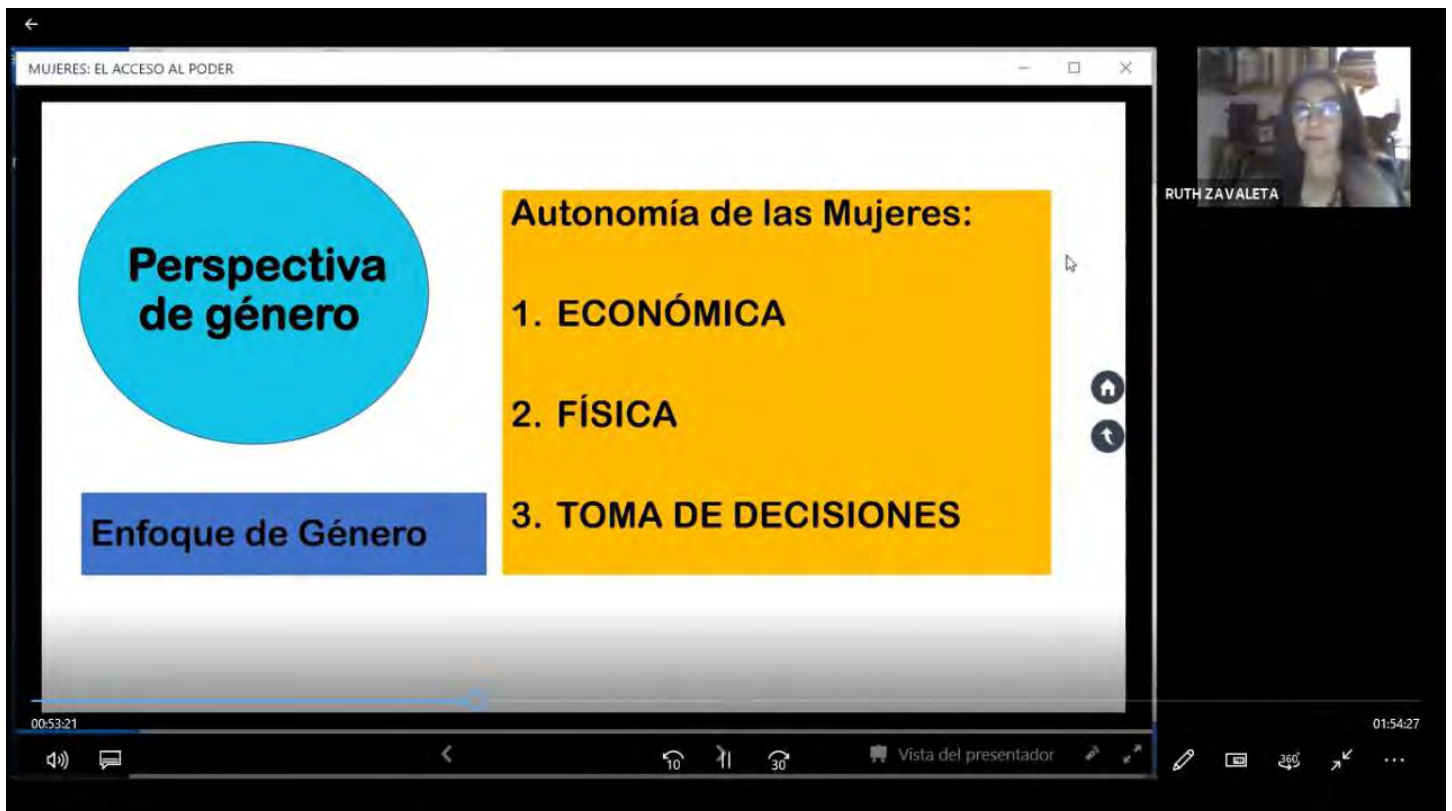 MUJERES: EL ACCESO AL PODER
RUTH ZAVALETA
Perspectiva
de género
Enfoque de Género
Autonomía de las Mujeres:
1. ECONÓMICA
2. FÍSICA
3. TOMA DE DECISIONES
00:53:21
01:54:27
10
30
Vista del presentador
360°